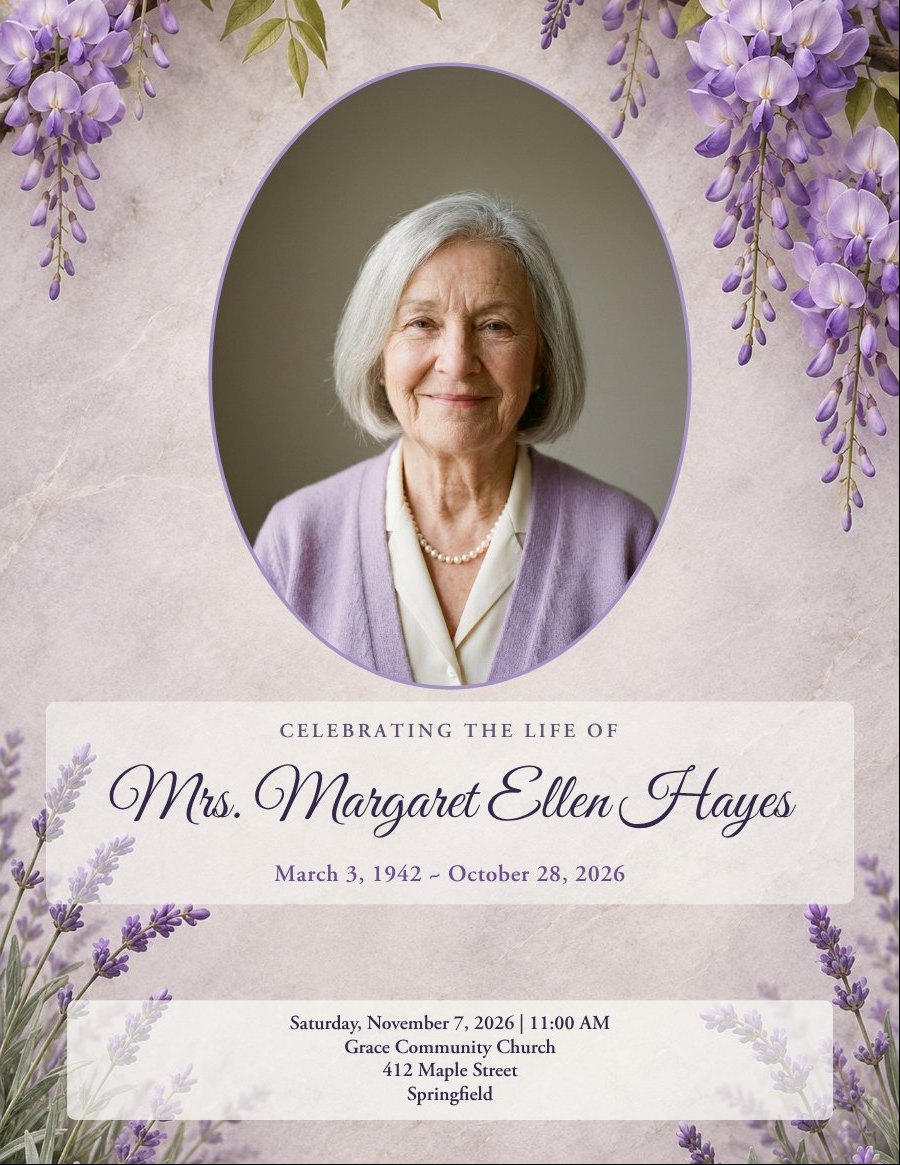 CELEBRATING THE LIFE OF
Mrs. Margaret Ellen Hayes
March 3, 1942 ~ October 28, 2026
Saturday, November 7, 2026 | 11:00 AM
Grace Community Church
412 Maple Street
Springfield